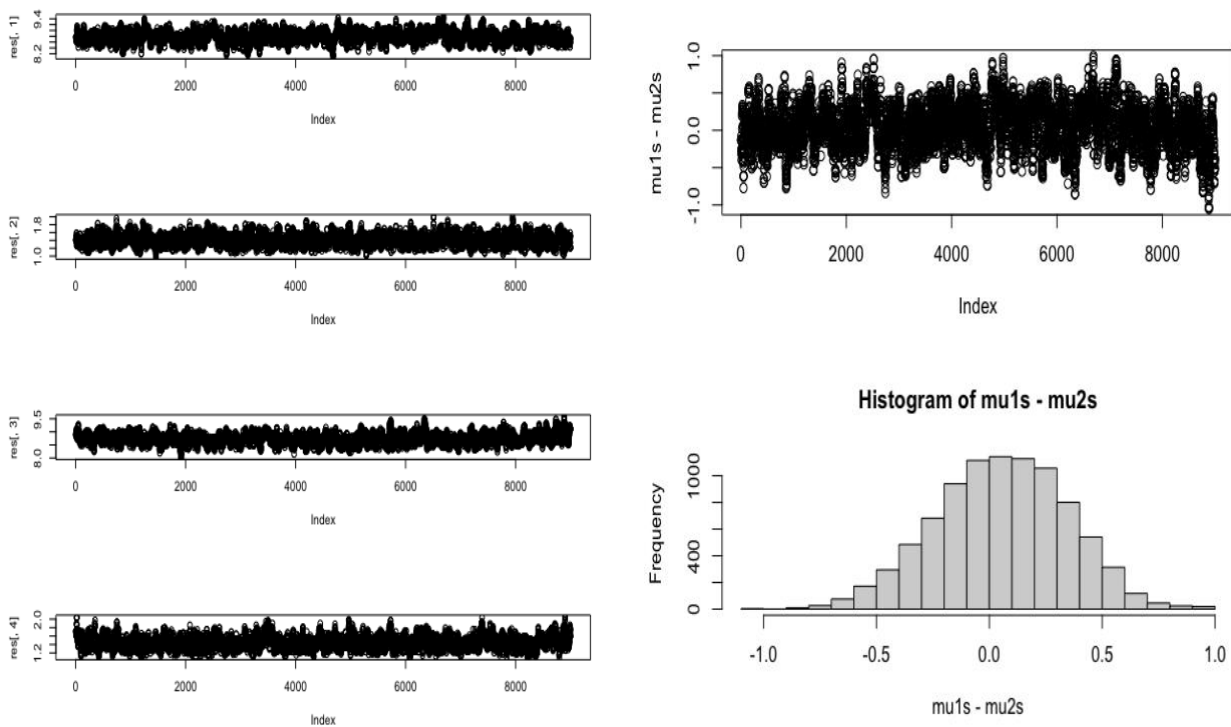 res[, 1]
8.2 9.4
0 2000 4000 6000 8000
Index
res[, 2]
1.0 1.8
0 2000 4000 6000 8000
Index
res[, 3]
8.0 9.5
0 2000 4000 6000 8000
Index
res[, 4]
1.2 2.0
0 2000 4000 6000 8000
Index
mu1s - mu2s
-1.0 0.0 1.0
0 2000 4000 6000 8000
Index
Histogram of mu1s - mu2s
Frequency
0 400 1000
-1.0 -0.5 0.0 0.5 1.0
mu1s - mu2s